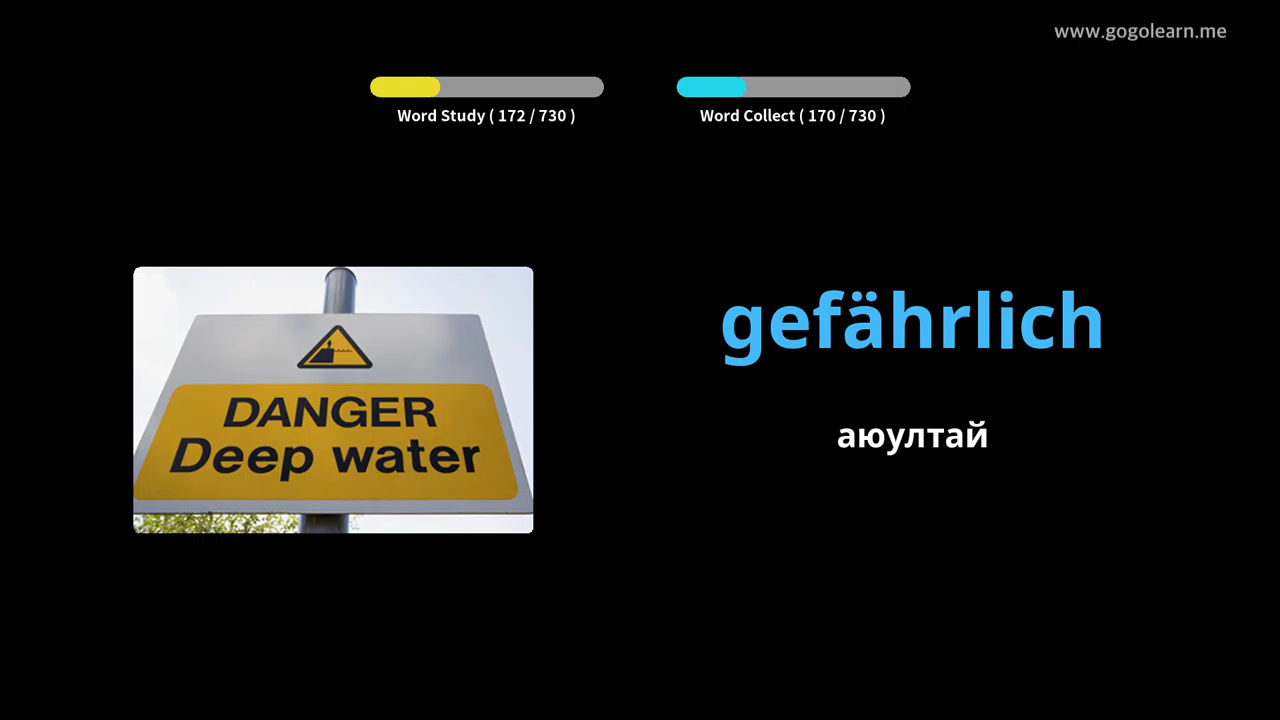 www.gogolearn.me
Word Study ( 172 / 730 )
Word Collect ( 170 / 730 )
DANGER
Deep water
gefährlich
аюултай